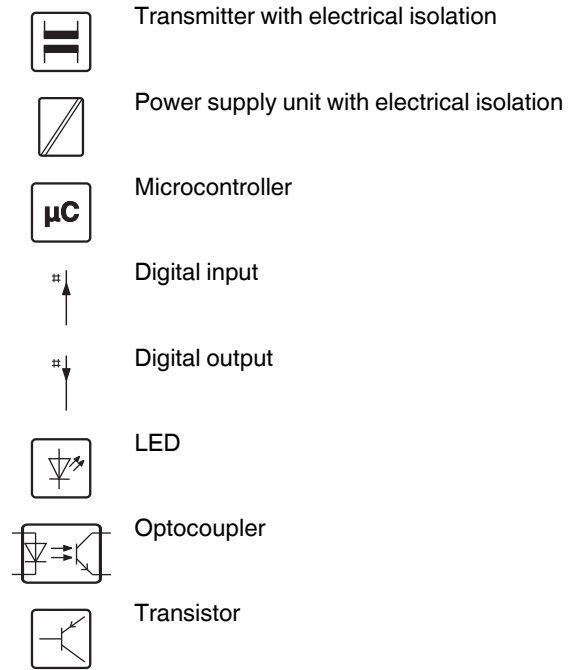 Transmitter with electrical isolation
Power supply unit with electrical isolation
µC
Microcontroller
#
Digital input
#
Digital output
LED
Optocoupler
Transistor